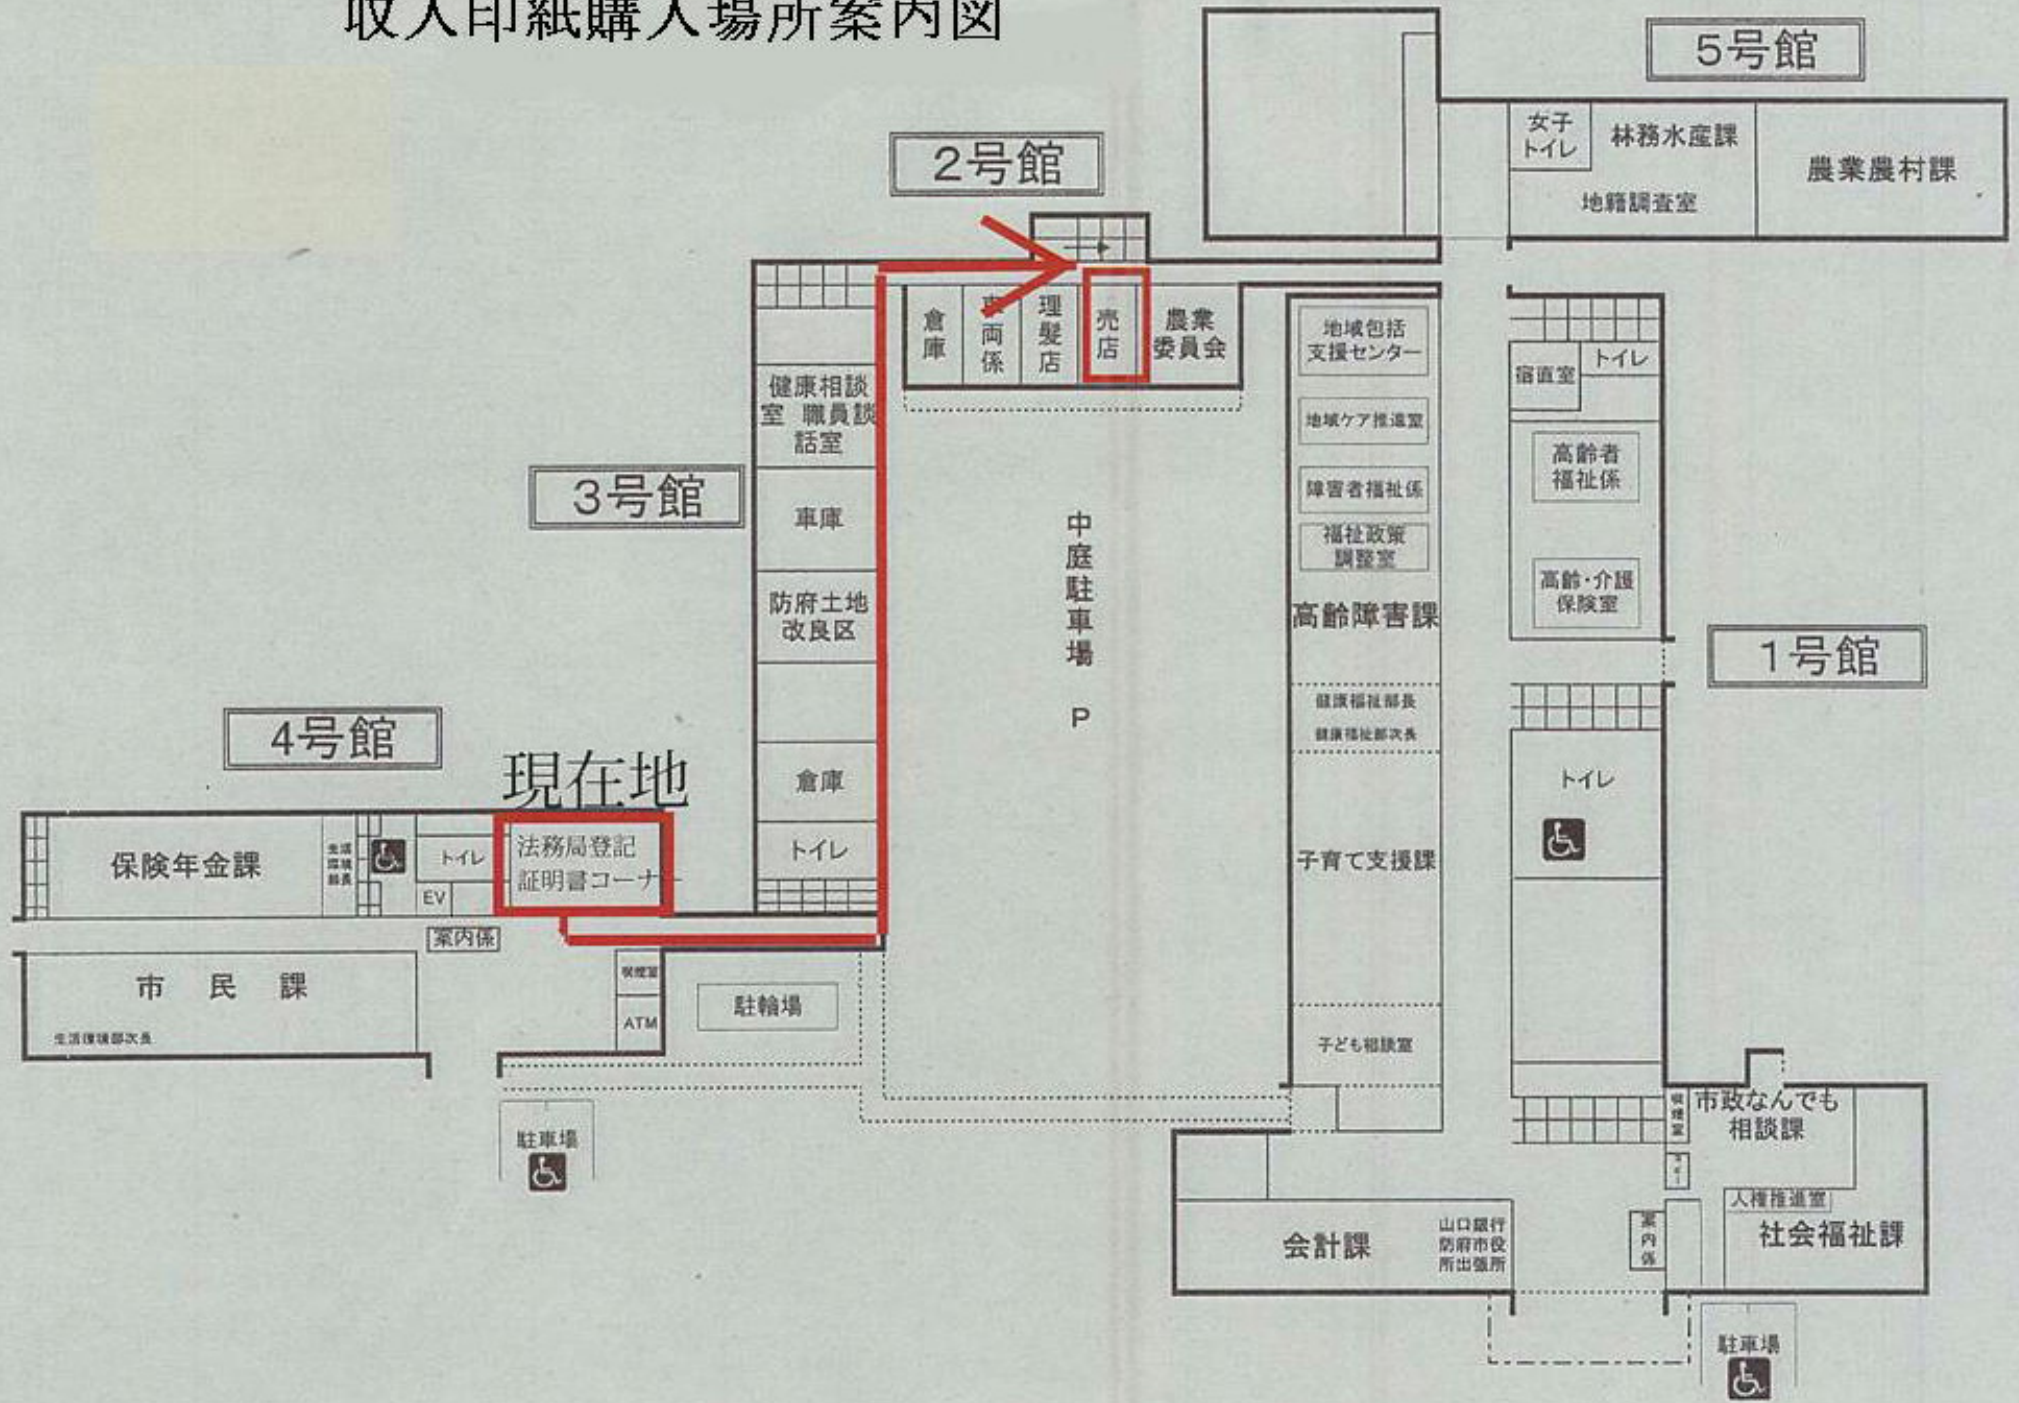 収入印紙購入場所案内図
5号館
女子
トイレ
林務水産課
地籍調査室
農業農村課
2号館
倉庫
車両係
理髪店
売店
農業
委員会
地域包括
支援センター
宿直室
トイレ
健康相談
室 職員談
話室
地域ケア推進室
高齢者
福祉係
3号館
車庫
障害者福祉係
中庭駐車場 P
福祉政策
調整室
防府土地
改良区
高齢障害課
高齢・介護
保険室
1号館
健康福祉部長
健康福祉部次長
4号館
現在地
倉庫
トイレ
トイレ
保険年金課
生活
環境
部長
トイレ
EV
法務局登記
証明書コーナー
子育て支援課
案内係
市民課
生活環境部次長
喫煙室
ATM
駐輪場
子ども相談室
駐車場
喫煙室
市政なんでも
相談課
人権推進室
社会福祉課
会計課
山口銀行
防府市役
所出張所
案内係
駐車場